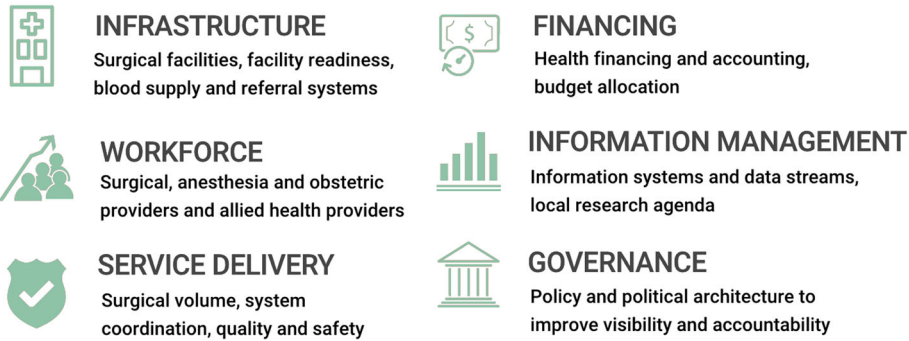 INFRASTRUCTURE
Surgical facilities, facility readiness,
blood supply and referral systems
WORKFORCE
Surgical, anesthesia and obstetric
providers and allied health providers
SERVICE DELIVERY
Surgical volume, system
coordination, quality and safety
$
FINANCING
Health financing and accounting,
budget allocation
INFORMATION MANAGEMENT
Information systems and data streams,
local research agenda
GOVERNANCE
Policy and political architecture to
improve visibility and accountability